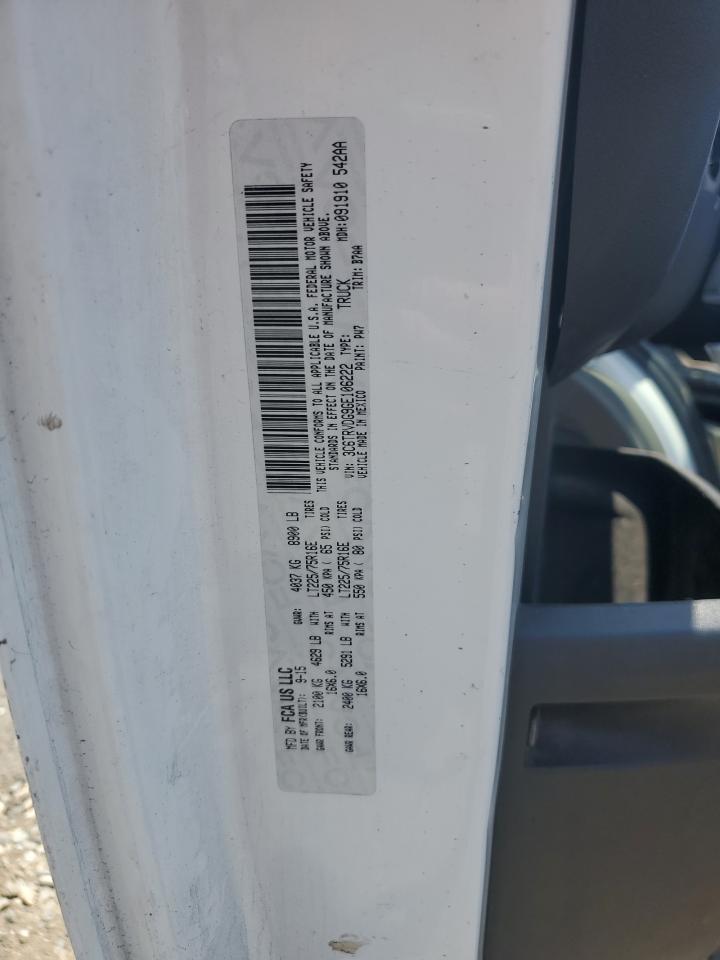 MFD BY FCA US LLC
DATE OF MFR(BUILT): 9-15 GVWR: 4037 KG 8900 LB
GAWR FRONT: 2100 KG 4629 LB WITH LT225/75R16E TIRES
16X6.0 RIMS AT 450 KPA ( 65 PSI) COLD
GAWR REAR: 2400 KG 5291 LB WITH LT225/75R16E TIRES
16X6.0 RIMS AT 550 KPA ( 80 PSI) COLD
THIS VEHICLE CONFORMS TO ALL APPLICABLE U.S.A. FEDERAL MOTOR VEHICLE SAFETY
STANDARDS IN EFFECT ON THE DATE OF MANUFACTURE SHOWN ABOVE.
VIN: 3C6TRVDG9GE106222 TYPE: TRUCK MDH:091910 542AA
VEHICLE MADE IN MEXICO PAINT: PW7 TRIM: B7AA